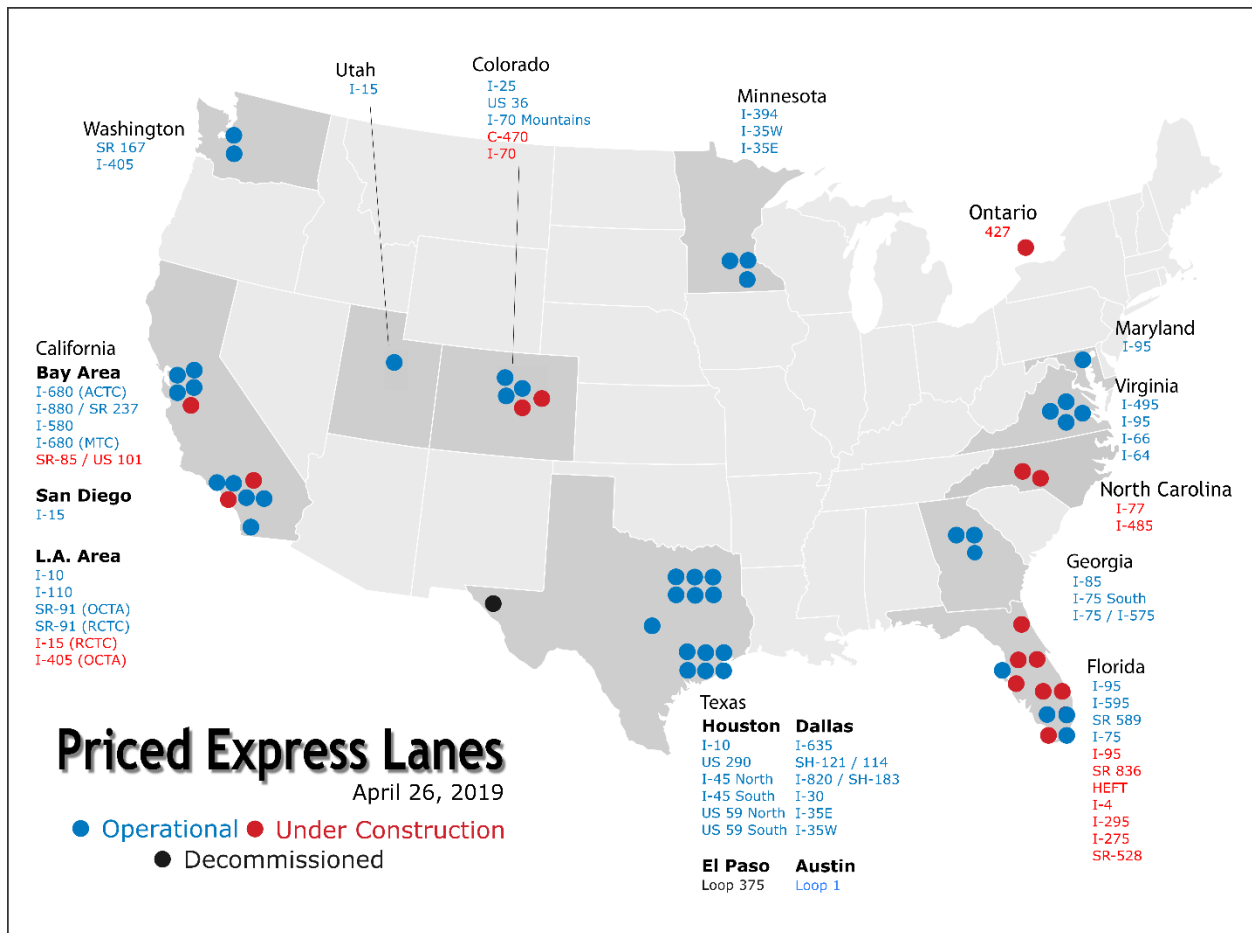 Utah
I-15
Colorado
I-25
US 36
I-70 Mountains
C-470
I-70
Minnesota
I-394
I-35W
I-35E
Washington
SR 167
I-405
Ontario
427
Maryland
I-95
Virginia
I-495
I-95
I-66
I-64
North Carolina
I-77
I-485
Georgia
I-85
I-75 South
I-75 / I-575
Florida
I-95
I-595
SR 589
I-75
I-95
SR 836
HEFT
I-4
I-295
I-275
SR-528
California
Bay Area
I-680 (ACTC)
I-880 / SR 237
I-580
I-680 (MTC)
SR-85 / US 101
San Diego
I-15
L.A. Area
I-10
I-110
SR-91 (OCTA)
SR-91 (RCTC)
I-15 (RCTC)
I-405 (OCTA)
Texas
Houston
I-10
US 290
I-45 North
I-45 South
US 59 North
US 59 South
Dallas
I-635
SH-121 / 114
I-820 / SH-183
I-30
I-35E
I-35W
El Paso
Loop 375
Austin
Loop 1
Priced Express Lanes
April 26, 2019
Operational
Under Construction
Decommissioned